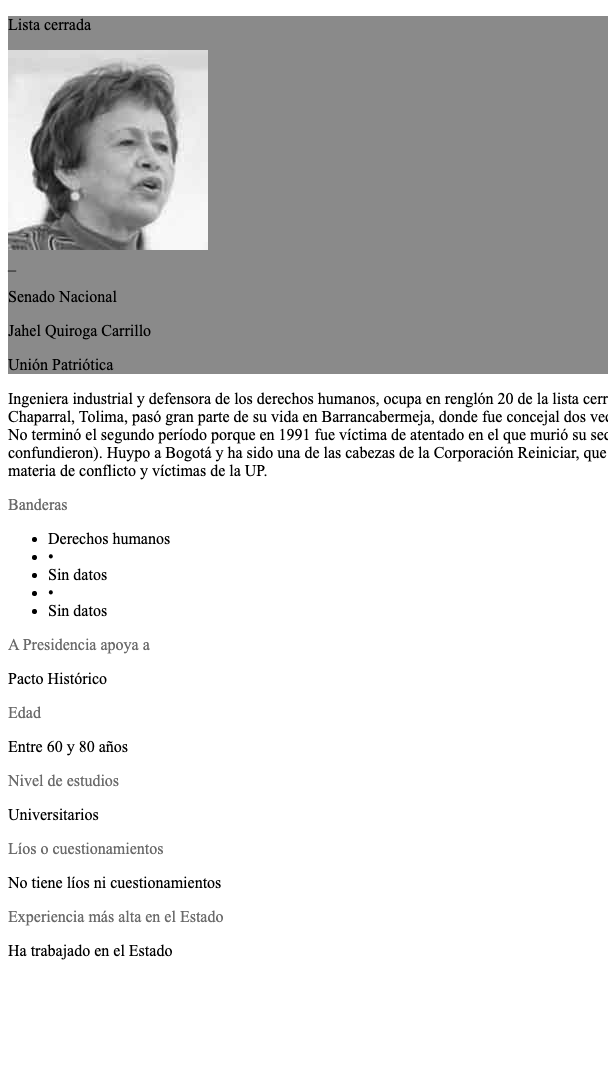 Lista cerrada
_
Senado Nacional
Jahel Quiroga Carrillo
Unión Patriótica
Ingeniera industrial y defensora de los derechos humanos, ocupa en renglón 20 de la lista
Chaparral, Tolima, pasó gran parte de su vida en Barrancabermeja, donde fue concejal dos
No terminó el segundo período porque en 1991 fue víctima de atentado en el que murió su
confundieron). Huypo a Bogotá y ha sido una de las cabezas de la Corporación Reiniciar, que
materia de conflicto y víctimas de la UP.
Banderas
• Derechos humanos
• •
• Sin datos
• •
• Sin datos
A Presidencia apoya a
Pacto Histórico
Edad
Entre 60 y 80 años
Nivel de estudios
Universitarios
Líos o cuestionamientos
No tiene líos ni cuestionamientos
Experiencia más alta en el Estado
Ha trabajado en el Estado